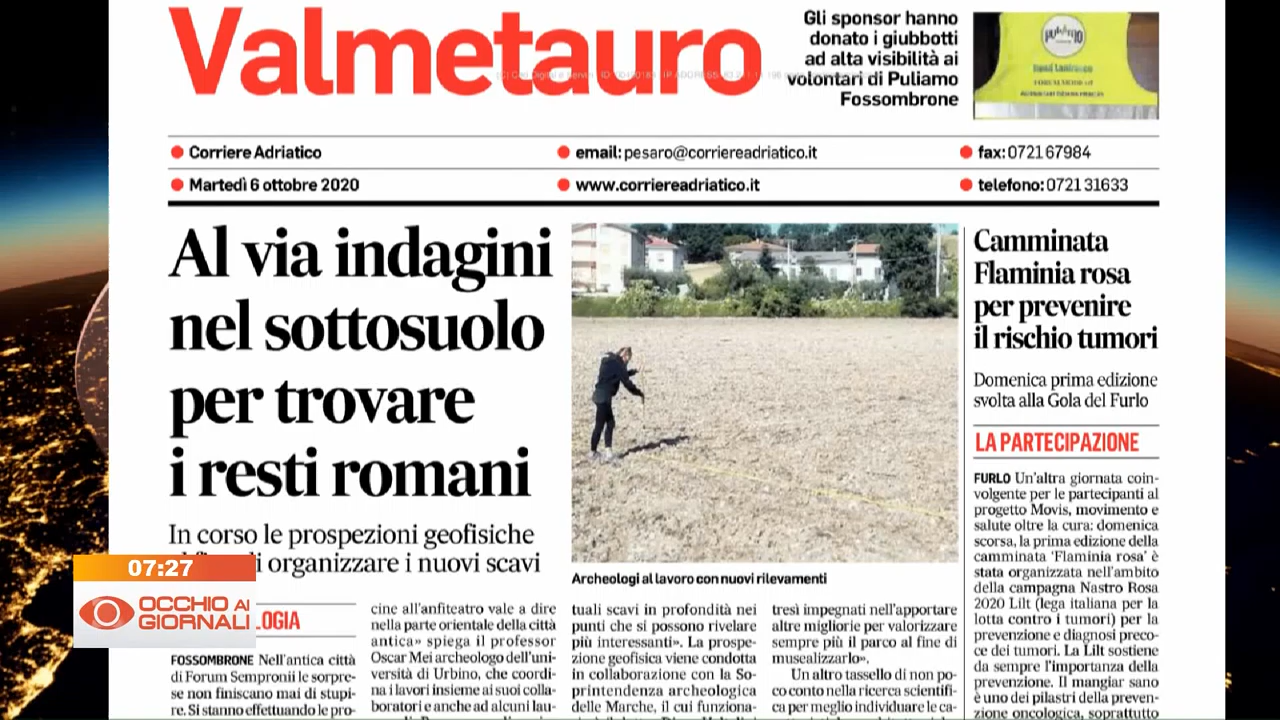 Valmetauro
Gli sponsor hanno
donato i giubbotti
ad alta visibilità ai
volontari di Puliamo
Fossombrone
Corriere Adriatico
email: pesaro@corriereadriatico.it
fax: 0721 67984
Martedì 6 ottobre 2020
www.corriereadriatico.it
telefono: 0721 31633
Al via indagini
nel sottosuolo
per trovare
i resti romani
In corso le prospezioni geofisiche
di organizzare i nuovi scavi
Archeologi al lavoro con nuovi rilevamenti
Camminata
Flaminia rosa
per prevenire
il rischio tumori
Domenica prima edizione
svolta alla Gola del Furlo
LA PARTECIPAZIONE
FURLO Un'altra giornata coin-
volgente per le partecipanti al
progetto Movis, movimento e
salute oltre la cura: domenica
scorsa, la prima edizione della
camminata 'Flaminia rosa' è
stata organizzata nell'ambito
della campagna Nastro Rosa
2020 Lilt (lega italiana per la
lotta contro i tumori) per la
prevenzione e diagnosi preco-
ce dei tumori. La Lilt sostiene
da sempre l'importanza della
prevenzione. Il mangiar sano
è uno dei pilastri della preven-
zione oncologica, soprattutto
07:27
OCCHIO AI
GIORNALI
LOGIA
FOSSOMBRONE Nell'antica città
di Forum Sempronii le sorpre-
se non finiscano mai di stupi-
re. Si stanno effettuando le pro-
cine all'anfiteatro vale a dire
nella parte orientale della città
antica» spiega il professor
Oscar Mei archeologo dell'uni-
versità di Urbino, che coordi-
na i lavori insieme ai suoi colla-
boratori e anche ad alcuni lau-
tuali scavi in profondità nei
punti che si possono rivelare
più interessanti». La prospe-
zione geofisica viene condotta
in collaborazione con la So-
printendenza archeologica
delle Marche, il cui funziona-
tresì impegnati nell'apportare
altre migliorie per valorizzare
sempre più il parco al fine di
musealizzarlo».
Un altro tassello di non po-
co conto nella ricerca scientifi-
ca per meglio individuare le ca-